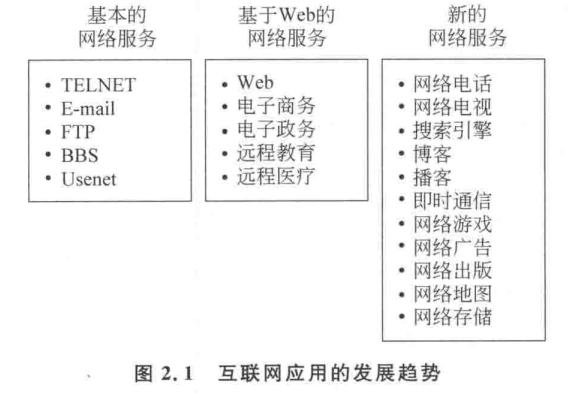 基本的
网络服务
• TELNET
• E-mail
• FTP
• BBS
• Usenet
基于Web的
网络服务
• Web
• 电子商务
• 电子政务
• 远程教育
• 远程医疗
新的
网络服务
• 网络电话
• 网络电视
• 搜索引擎
• 博客
• 播客
• 即时通信
• 网络游戏
• 网络广告
• 网络出版
• 网络地图
• 网络存储
图 2.1 互联网应用的发展趋势